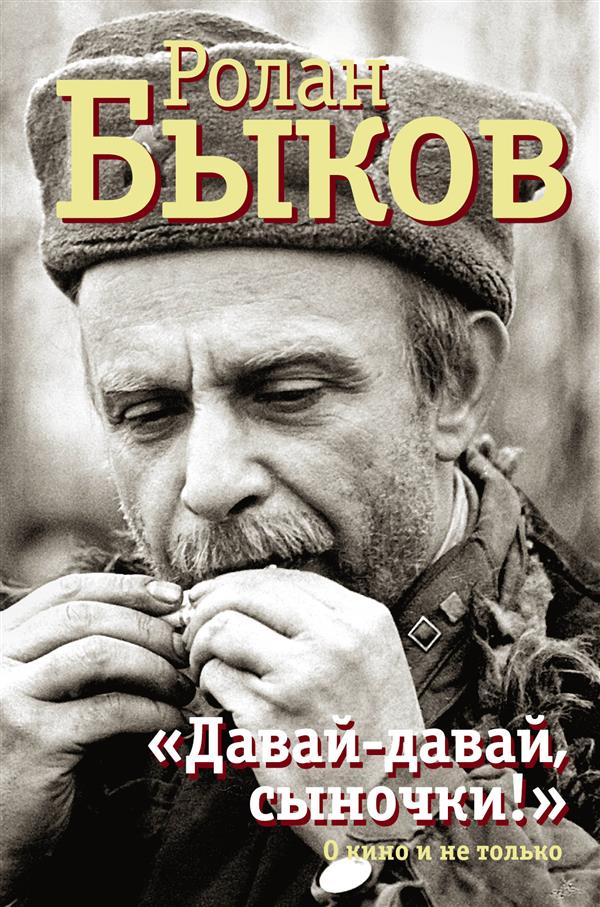 Ролан
Быков
«Давай-давай,
сыночки!»
О кино и не только